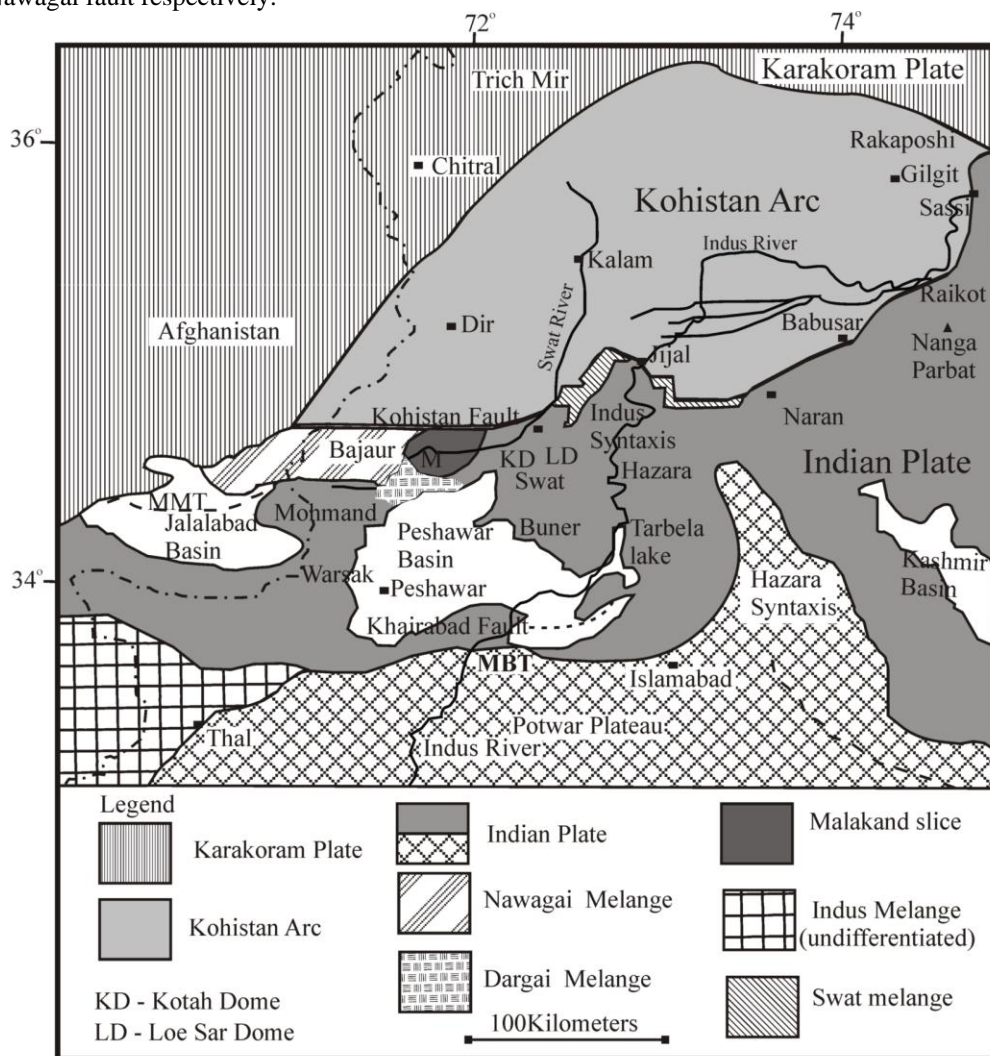 Nawagai fault respectively.
72°
74°
Karakoram Plate
Trich Mir
36°
Rakaposhi
Chitral
Gilgit
Sassi
Kohistan Arc
Indus River
Kalam
Swat River
Raikot
Afghanistan
Dir
Babusar
Nanga
Parbat
Jijal
Kohistan Fault
Indus
Syntaxis
Naran
Bajaur
M
KD LD
Swat
Hazara
Indian Plate
MMT
Jalalabad
Basin
Mohmand
Peshawar
Basin
Buner
Tarbela
lake
34°
Warsak
Peshawar
Hazara
Syntaxis
Kashmir
Basin
Khairabad Fault
MBT
Islamabad
Thal
Potwar Plateau
Indus River
Legend
Karakoram Plate
Indian Plate
Malakand slice
Kohistan Arc
Nawagai Melange
Indus Melange
(undifferentiated)
Dargai Melange
Swat melange
KD - Kotah Dome
LD - Loe Sar Dome
100Kilometers